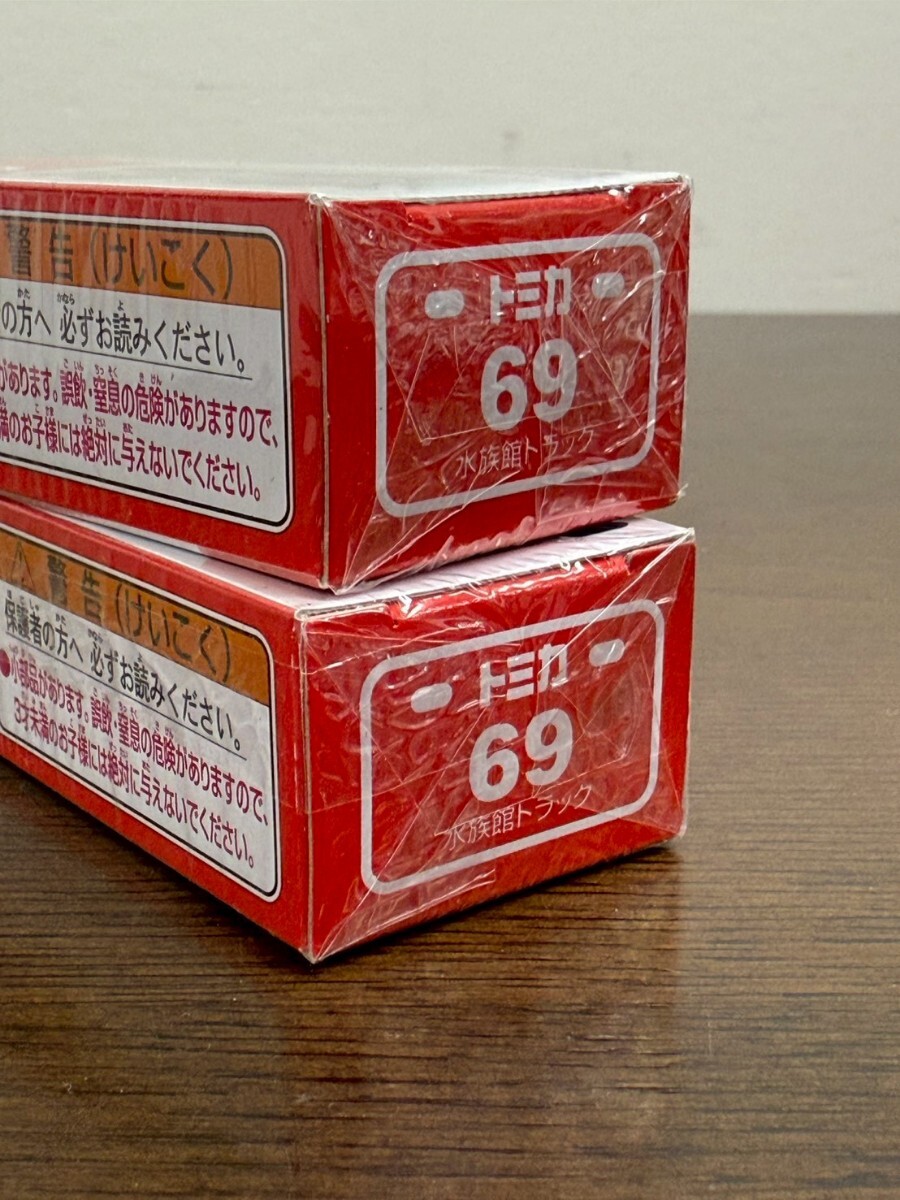 警告(けいこく)
の方へ 必ずお読みください。
があります。誤飲・窒息の危険がありますので、
満のお子様には絶対に与えないでください。
トミカ
69
水族館トラック
警告(けいこく)
保護者の方へ 必ずお読みください。
●小部品があります。誤飲・窒息の危険がありますので、
3才未満のお子様には絶対に与えないでください。
トミカ
69
水族館トラック